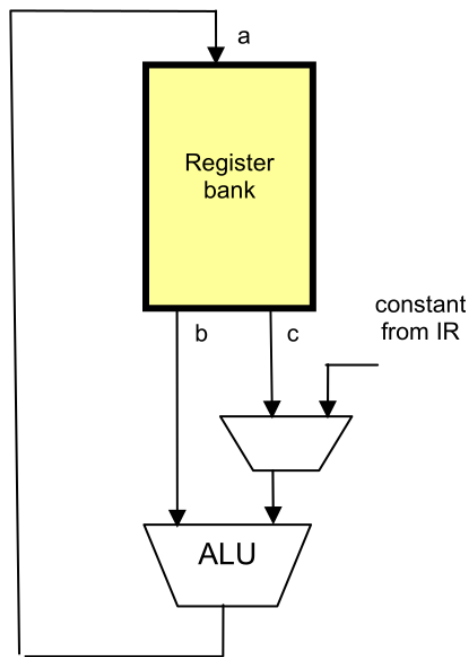 a
Register
bank
b
c
constant
from IR
ALU